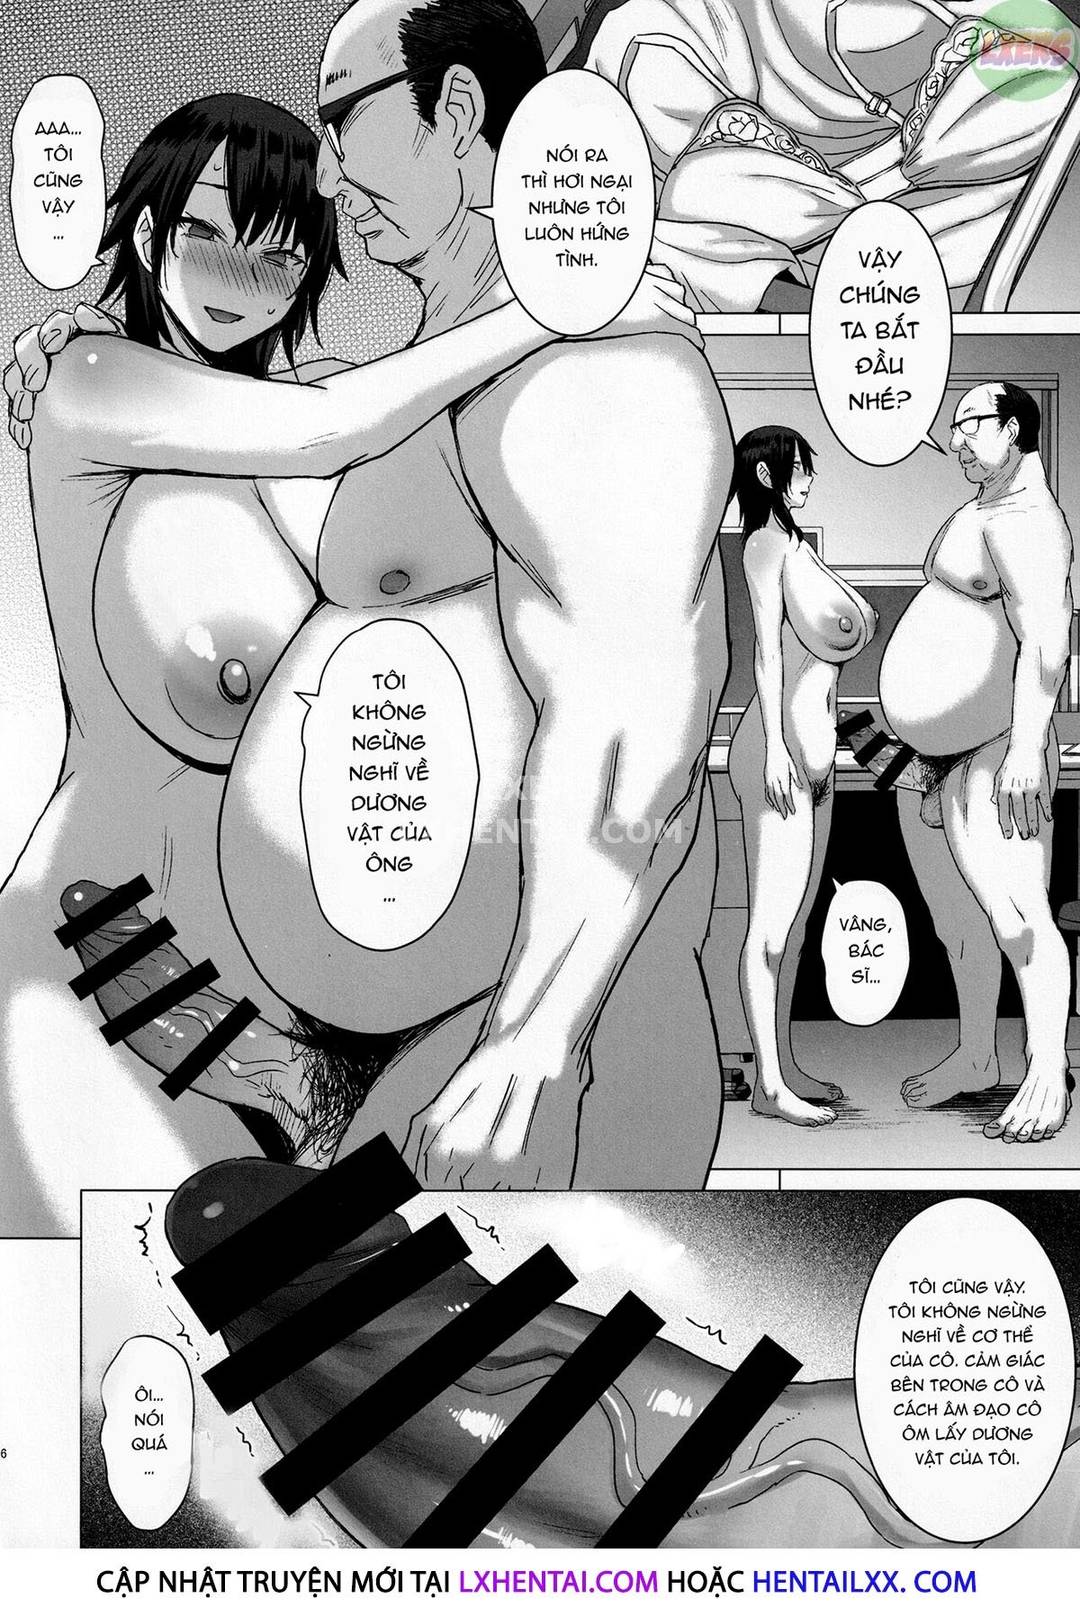 LXERS
VẬY
CHÚNG
TA BẮT
ĐẦU
NHÉ?
VÂNG,
BÁC
SĨ...
NÓI RA
THÌ HƠI NGẠI
NHƯNG TÔI
LUÔN HỨNG
TÌNH.
AAA...
TÔI
CŨNG
VẬY
...
TÔI
KHÔNG
NGỪNG
NGHĨ VỀ
DƯƠNG
VẬT CỦA
ÔNG
...
HENTAI.COM
TÔI CŨNG VẬY.
TÔI KHÔNG NGỪNG
NGHĨ VỀ CƠ THỂ
CỦA CÔ. CẢM GIÁC
BÊN TRONG CÔ VÀ
CÁCH ÂM ĐẠO CÔ
ÔM LẤY DƯƠNG
VẬT CỦA TÔI.
ÔI...
NÓI
QUÁ
...
6
CẬP NHẬT TRUYỆN MỚI TẠI LXHENTAI.COM HOẶC HENTAILXX. COM